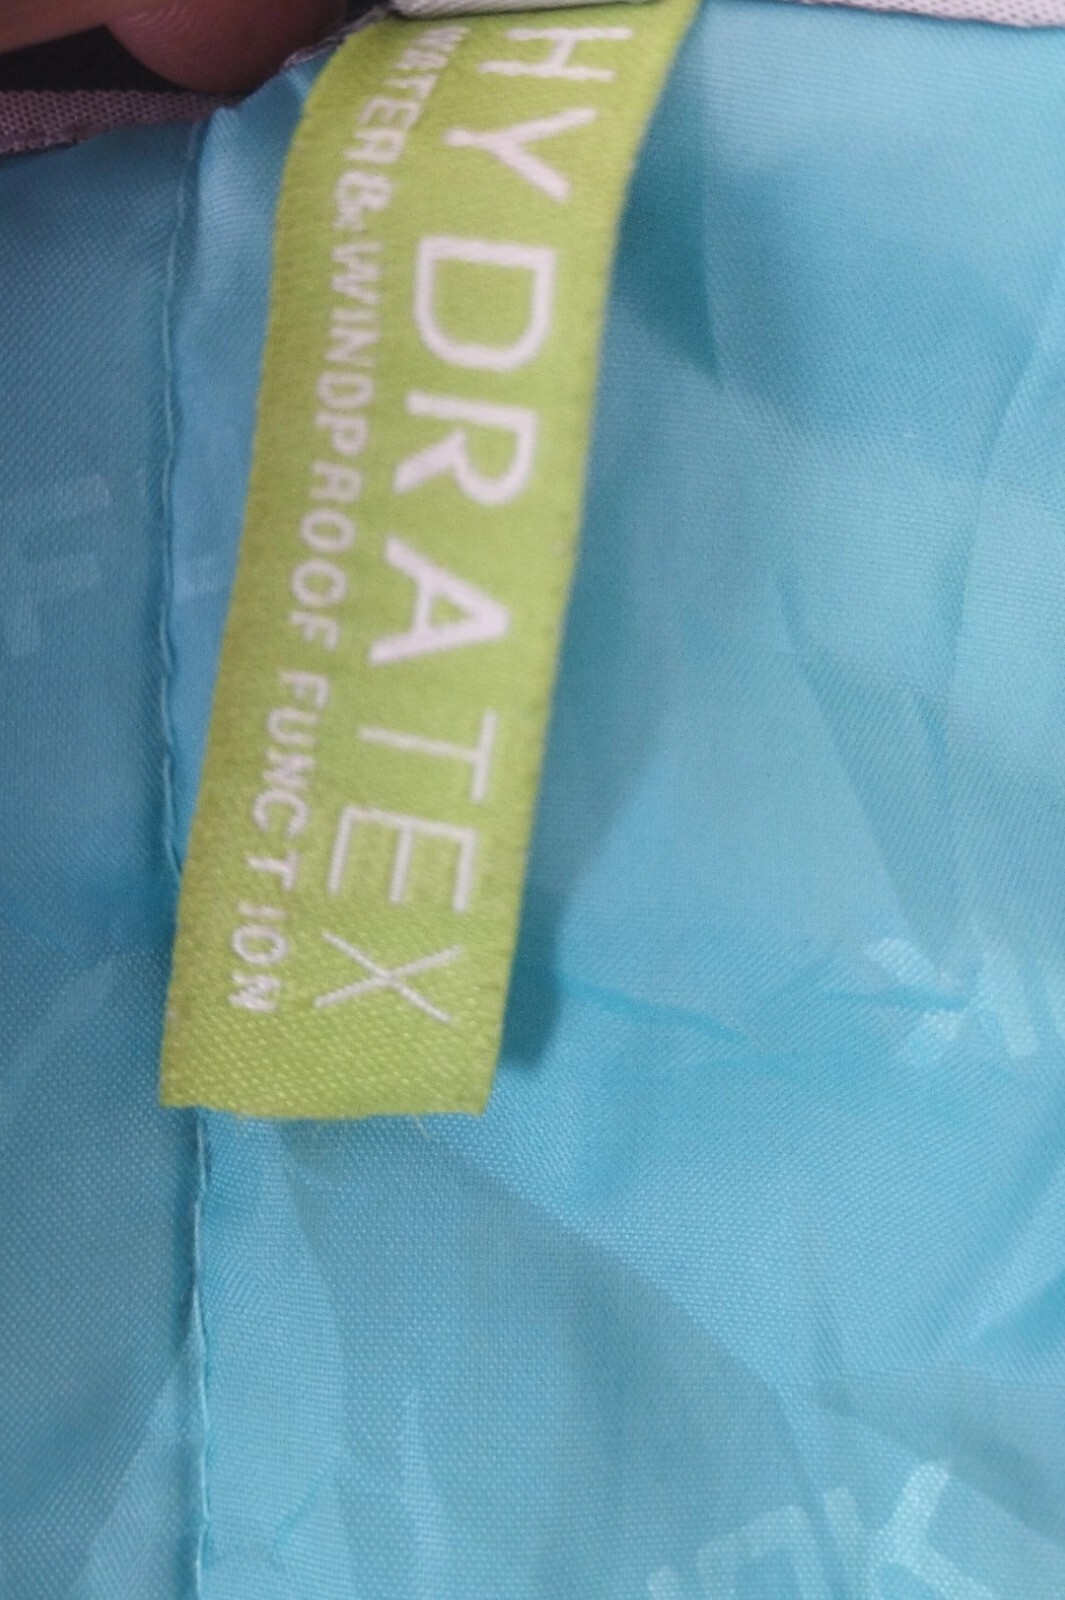 HYDRATEX
WATER & WINDPROOF FUNCTION